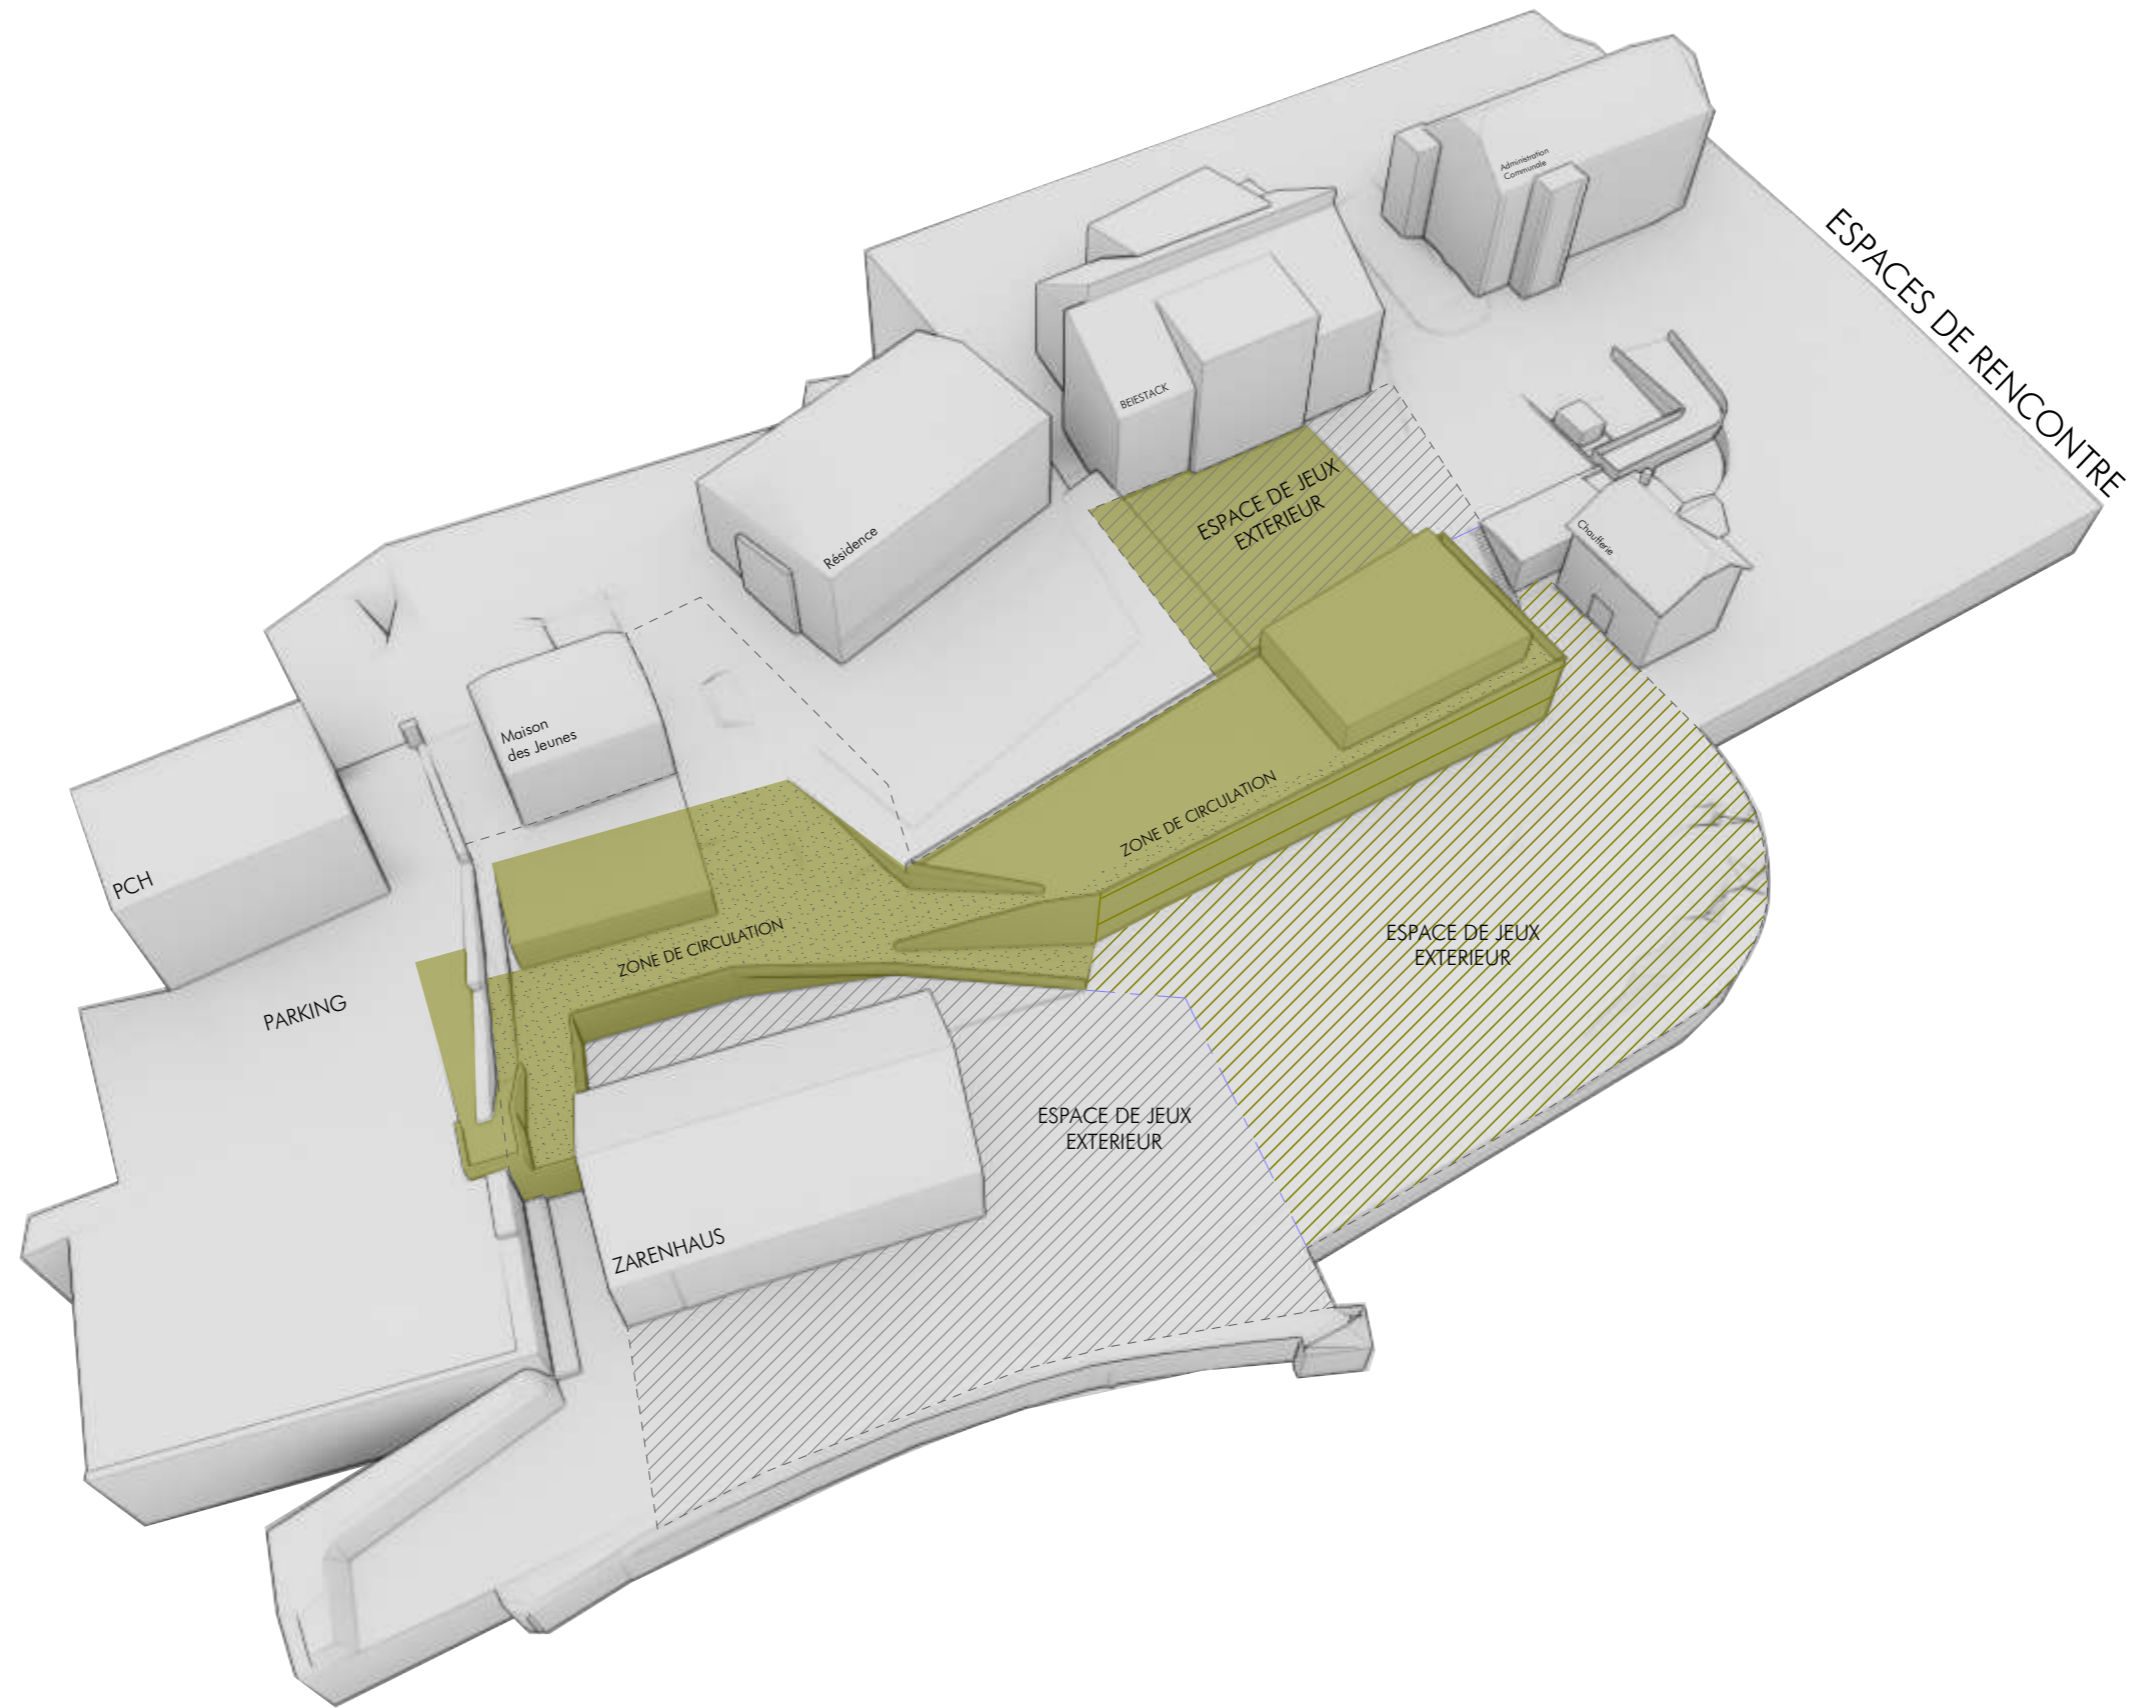 Administration
Communale
ESPACES DE RENCONTRE
BEIESTACK
ESPACE DE JEUX
EXTERIEUR
Chaufferie
Résidence
Maison
des Jeunes
ZONE DE CIRCULATION
PCH
ZONE DE CIRCULATION
ESPACE DE JEUX
EXTERIEUR
PARKING
ESPACE DE JEUX
EXTERIEUR
ZARENHAUS